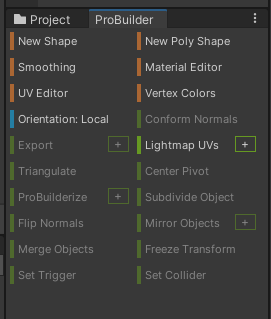 Project ProBuilder
New Shape New Poly Shape
Smoothing Material Editor
UV Editor Vertex Colors
Orientation: Local Conform Normals
Export + Lightmap UVs +
Triangulate Center Pivot
ProBuilderize + Subdivide Object
Flip Normals Mirror Objects +
Merge Objects Freeze Transform
Set Trigger Set Collider